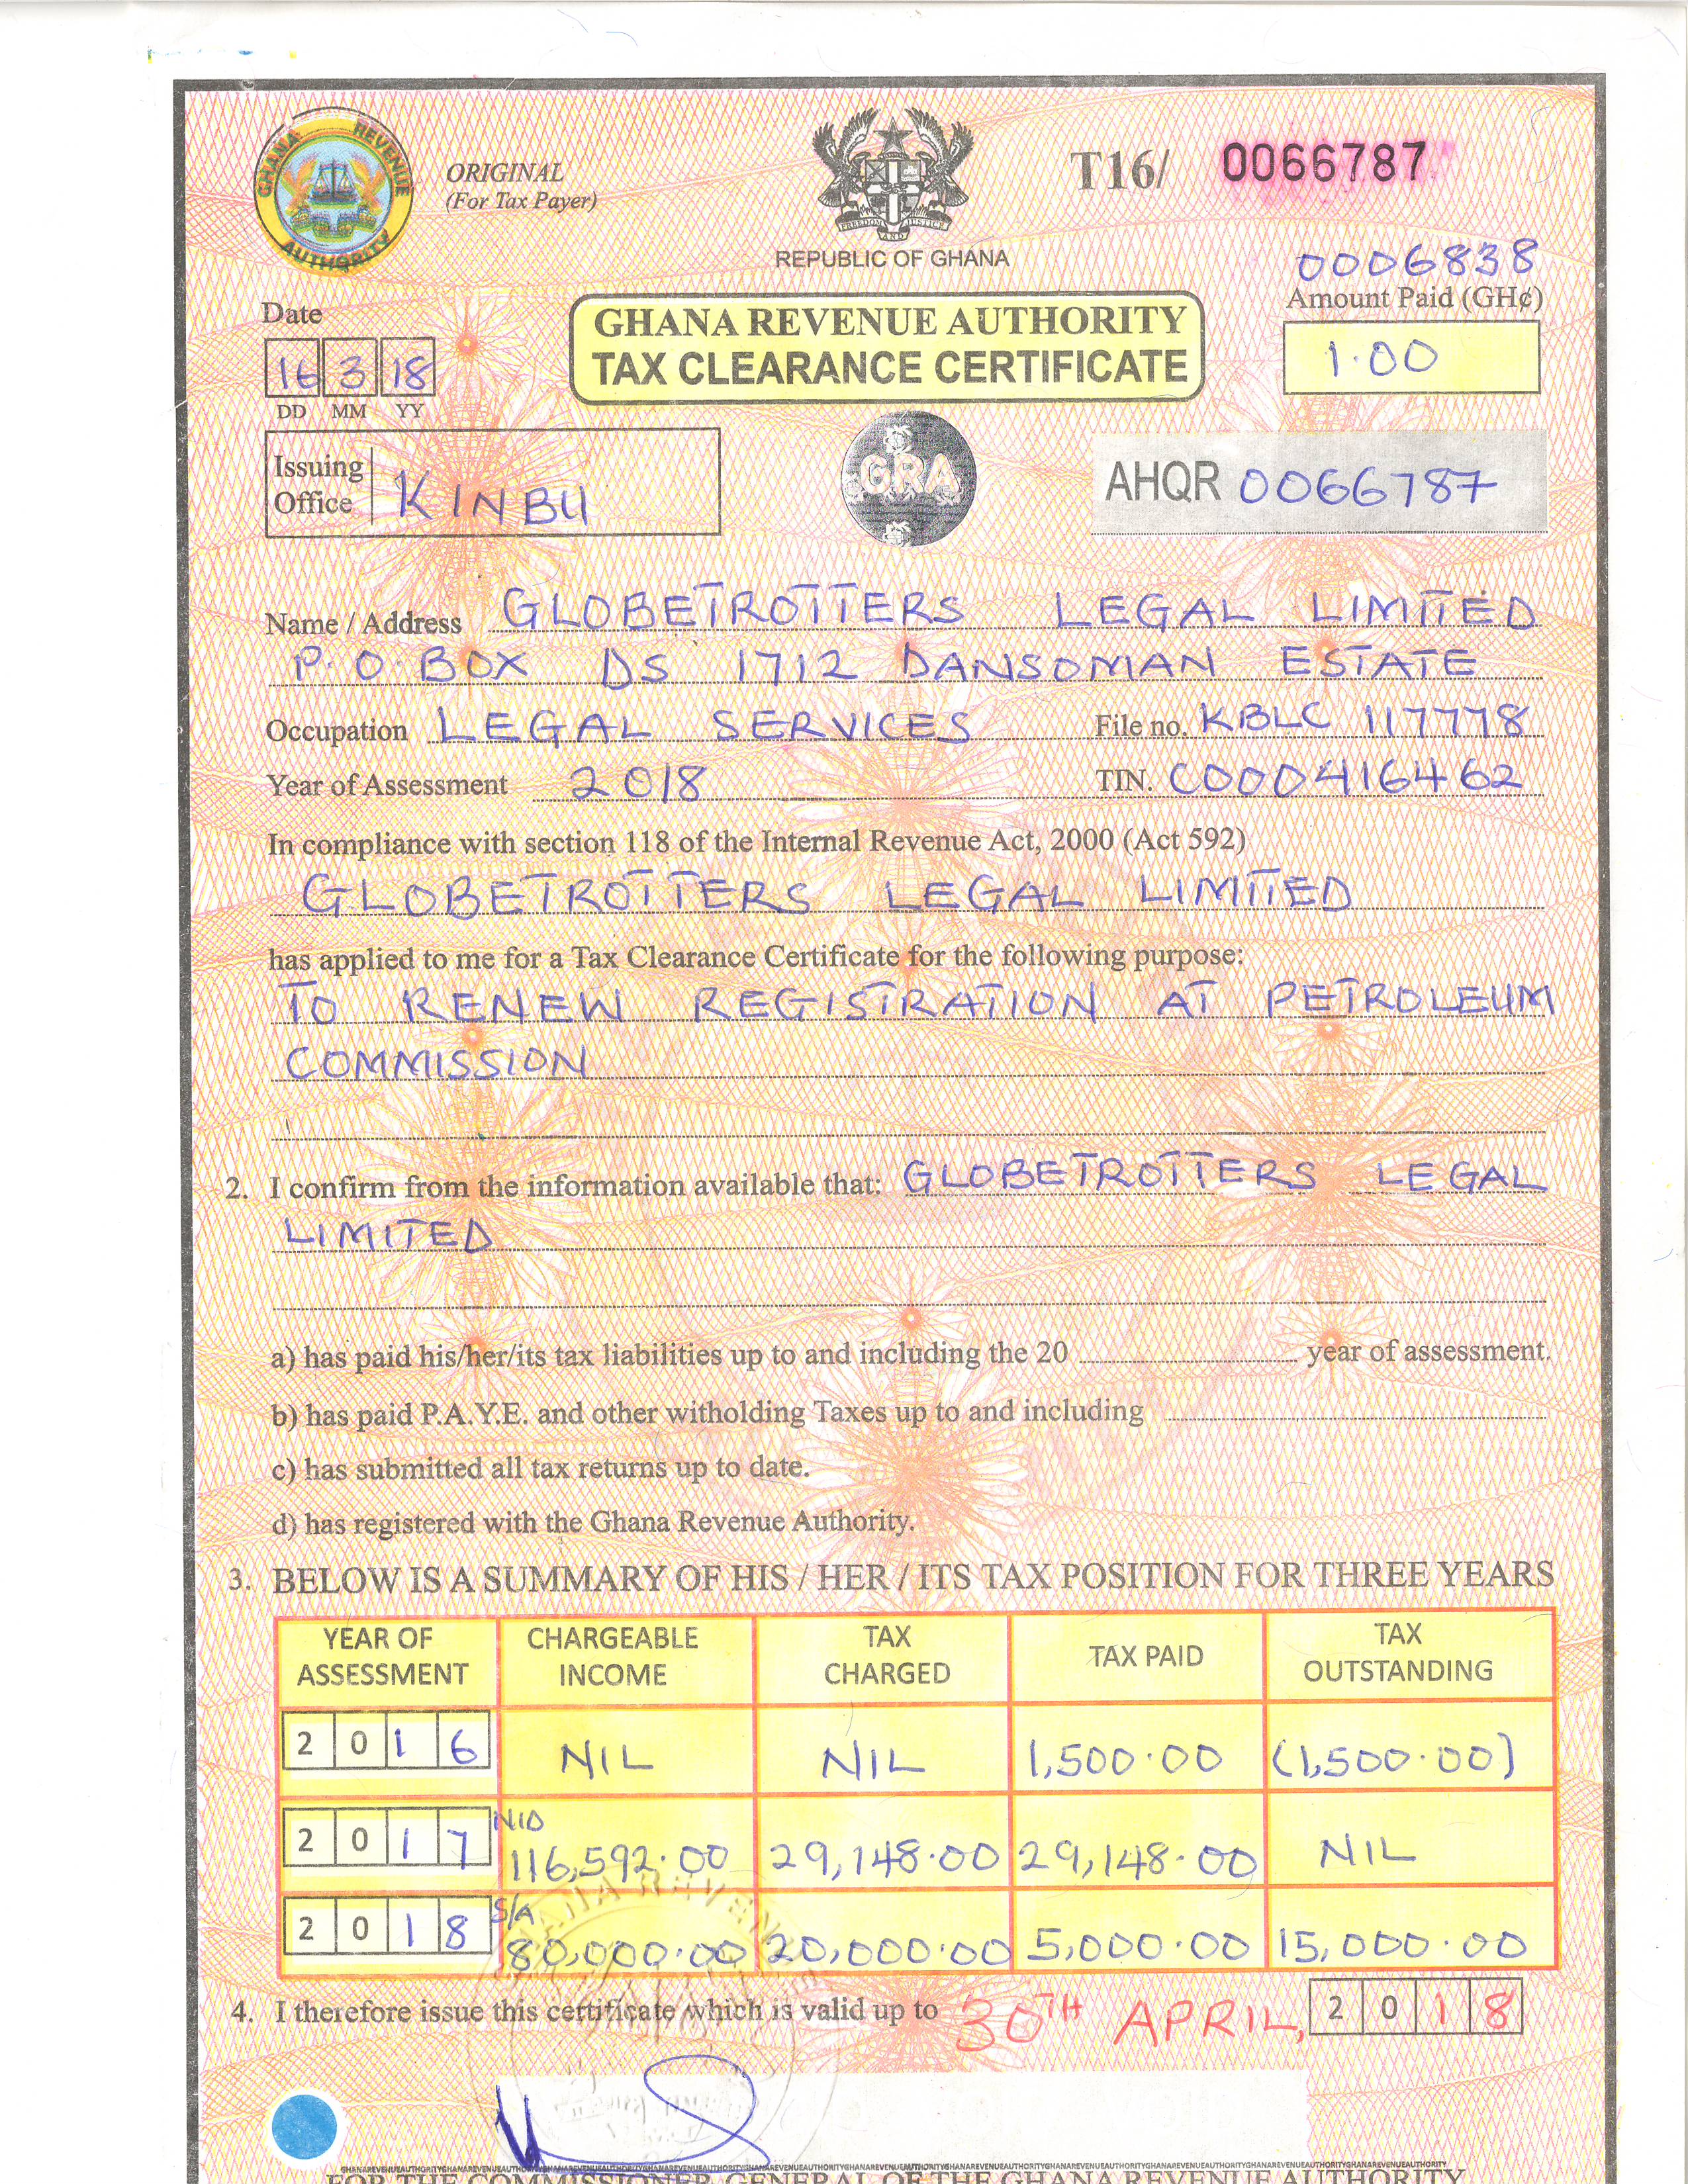 GHANA REVENUE AUTHORITY
ORIGINAL
(For Tax Payer)
FREEDOM AND JUSTICE
REPUBLIC OF GHANA
T16/ 0066787
0006838
Amount Paid (GH¢)
1.00
Date
16 3 18
DD MM YY
GHANA REVENUE AUTHORITY
TAX CLEARANCE CERTIFICATE
Issuing Office KINBU
GRA
AHQR 0066787
Name / Address GLOBETROTTERS LEGAL LIMITED
P.O. BOX DS 1712 DANSOMAN ESTATE
Occupation LEGAL SERVICES File no. KBLC 117778
Year of Assessment 2018 TIN. C0004416462
In compliance with section 118 of the Internal Revenue Act, 2000 (Act 592)
GLOBETROTTERS LEGAL LIMITED
has applied to me for a Tax Clearance Certificate for the following purpose:
TO RENEW REGISTRATION AT PETROLEUM
COMMISSION
2. I confirm from the information available that: GLOBETROTTERS LEGAL
LIMITED
a) has paid his/her/its tax liabilities up to and including the 20 year of assessment.
b) has paid P.A.Y.E. and other witholding Taxes up to and including
c) has submitted all tax returns up to date.
d) has registered with the Ghana Revenue Authority.
3. BELOW IS A SUMMARY OF HIS / HER / ITS TAX POSITION FOR THREE YEARS
YEAR OF ASSESSMENT CHARGEABLE INCOME TAX CHARGED TAX PAID TAX OUTSTANDING
2016 NIL NIL 1,500.00 (1,500.00)
2017 116,592.00 29,148.00 29,148.00 NIL
2018 S/A 80,000.00 20,000.00 5,000.00 15,000.00
4. I therefore issue this certificate which is valid up to 30TH APRIL, 2018
FOR THE COMMISSIONER GENERAL OF THE GHANA REVENUE AUTHORITY